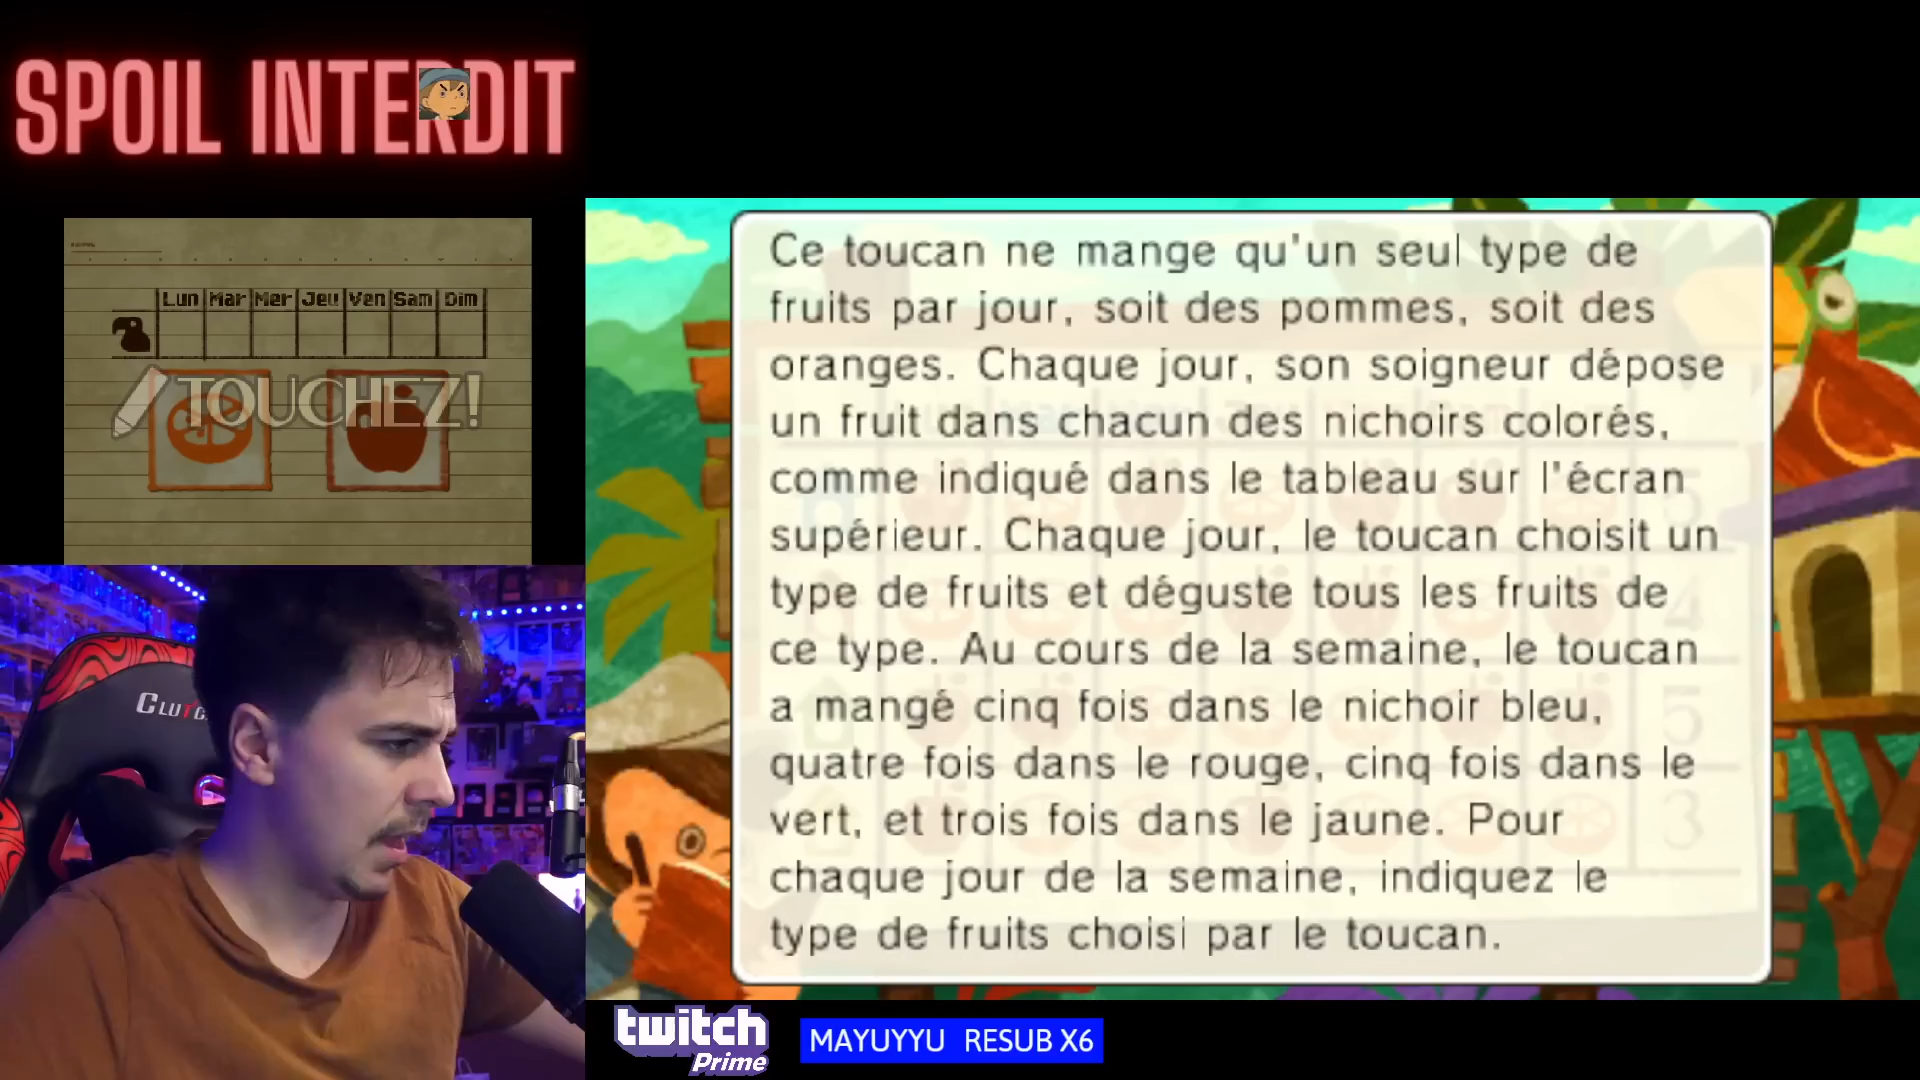 SPOIL INTERDIT
Lun Mar Mer Jeu Ven Sam Dim
TOUCHEZ!
Ce toucan ne mange qu'un seul type de
fruits par jour, soit des pommes, soit des
oranges. Chaque jour, son soigneur dépose
un fruit dans chacun des nichoirs colorés,
comme indiqué dans le tableau sur l'écran
supérieur. Chaque jour, le toucan choisit un
type de fruits et déguste tous les fruits de
ce type. Au cours de la semaine, le toucan
a mangé cinq fois dans le nichoir bleu,
quatre fois dans le rouge, cinq fois dans le
vert, et trois fois dans le jaune. Pour
chaque jour de la semaine, indiquez le
type de fruits choisi par le toucan.
5
4
5
3
CLUTC
twitch
Prime
MAYUYYU RESUB X6